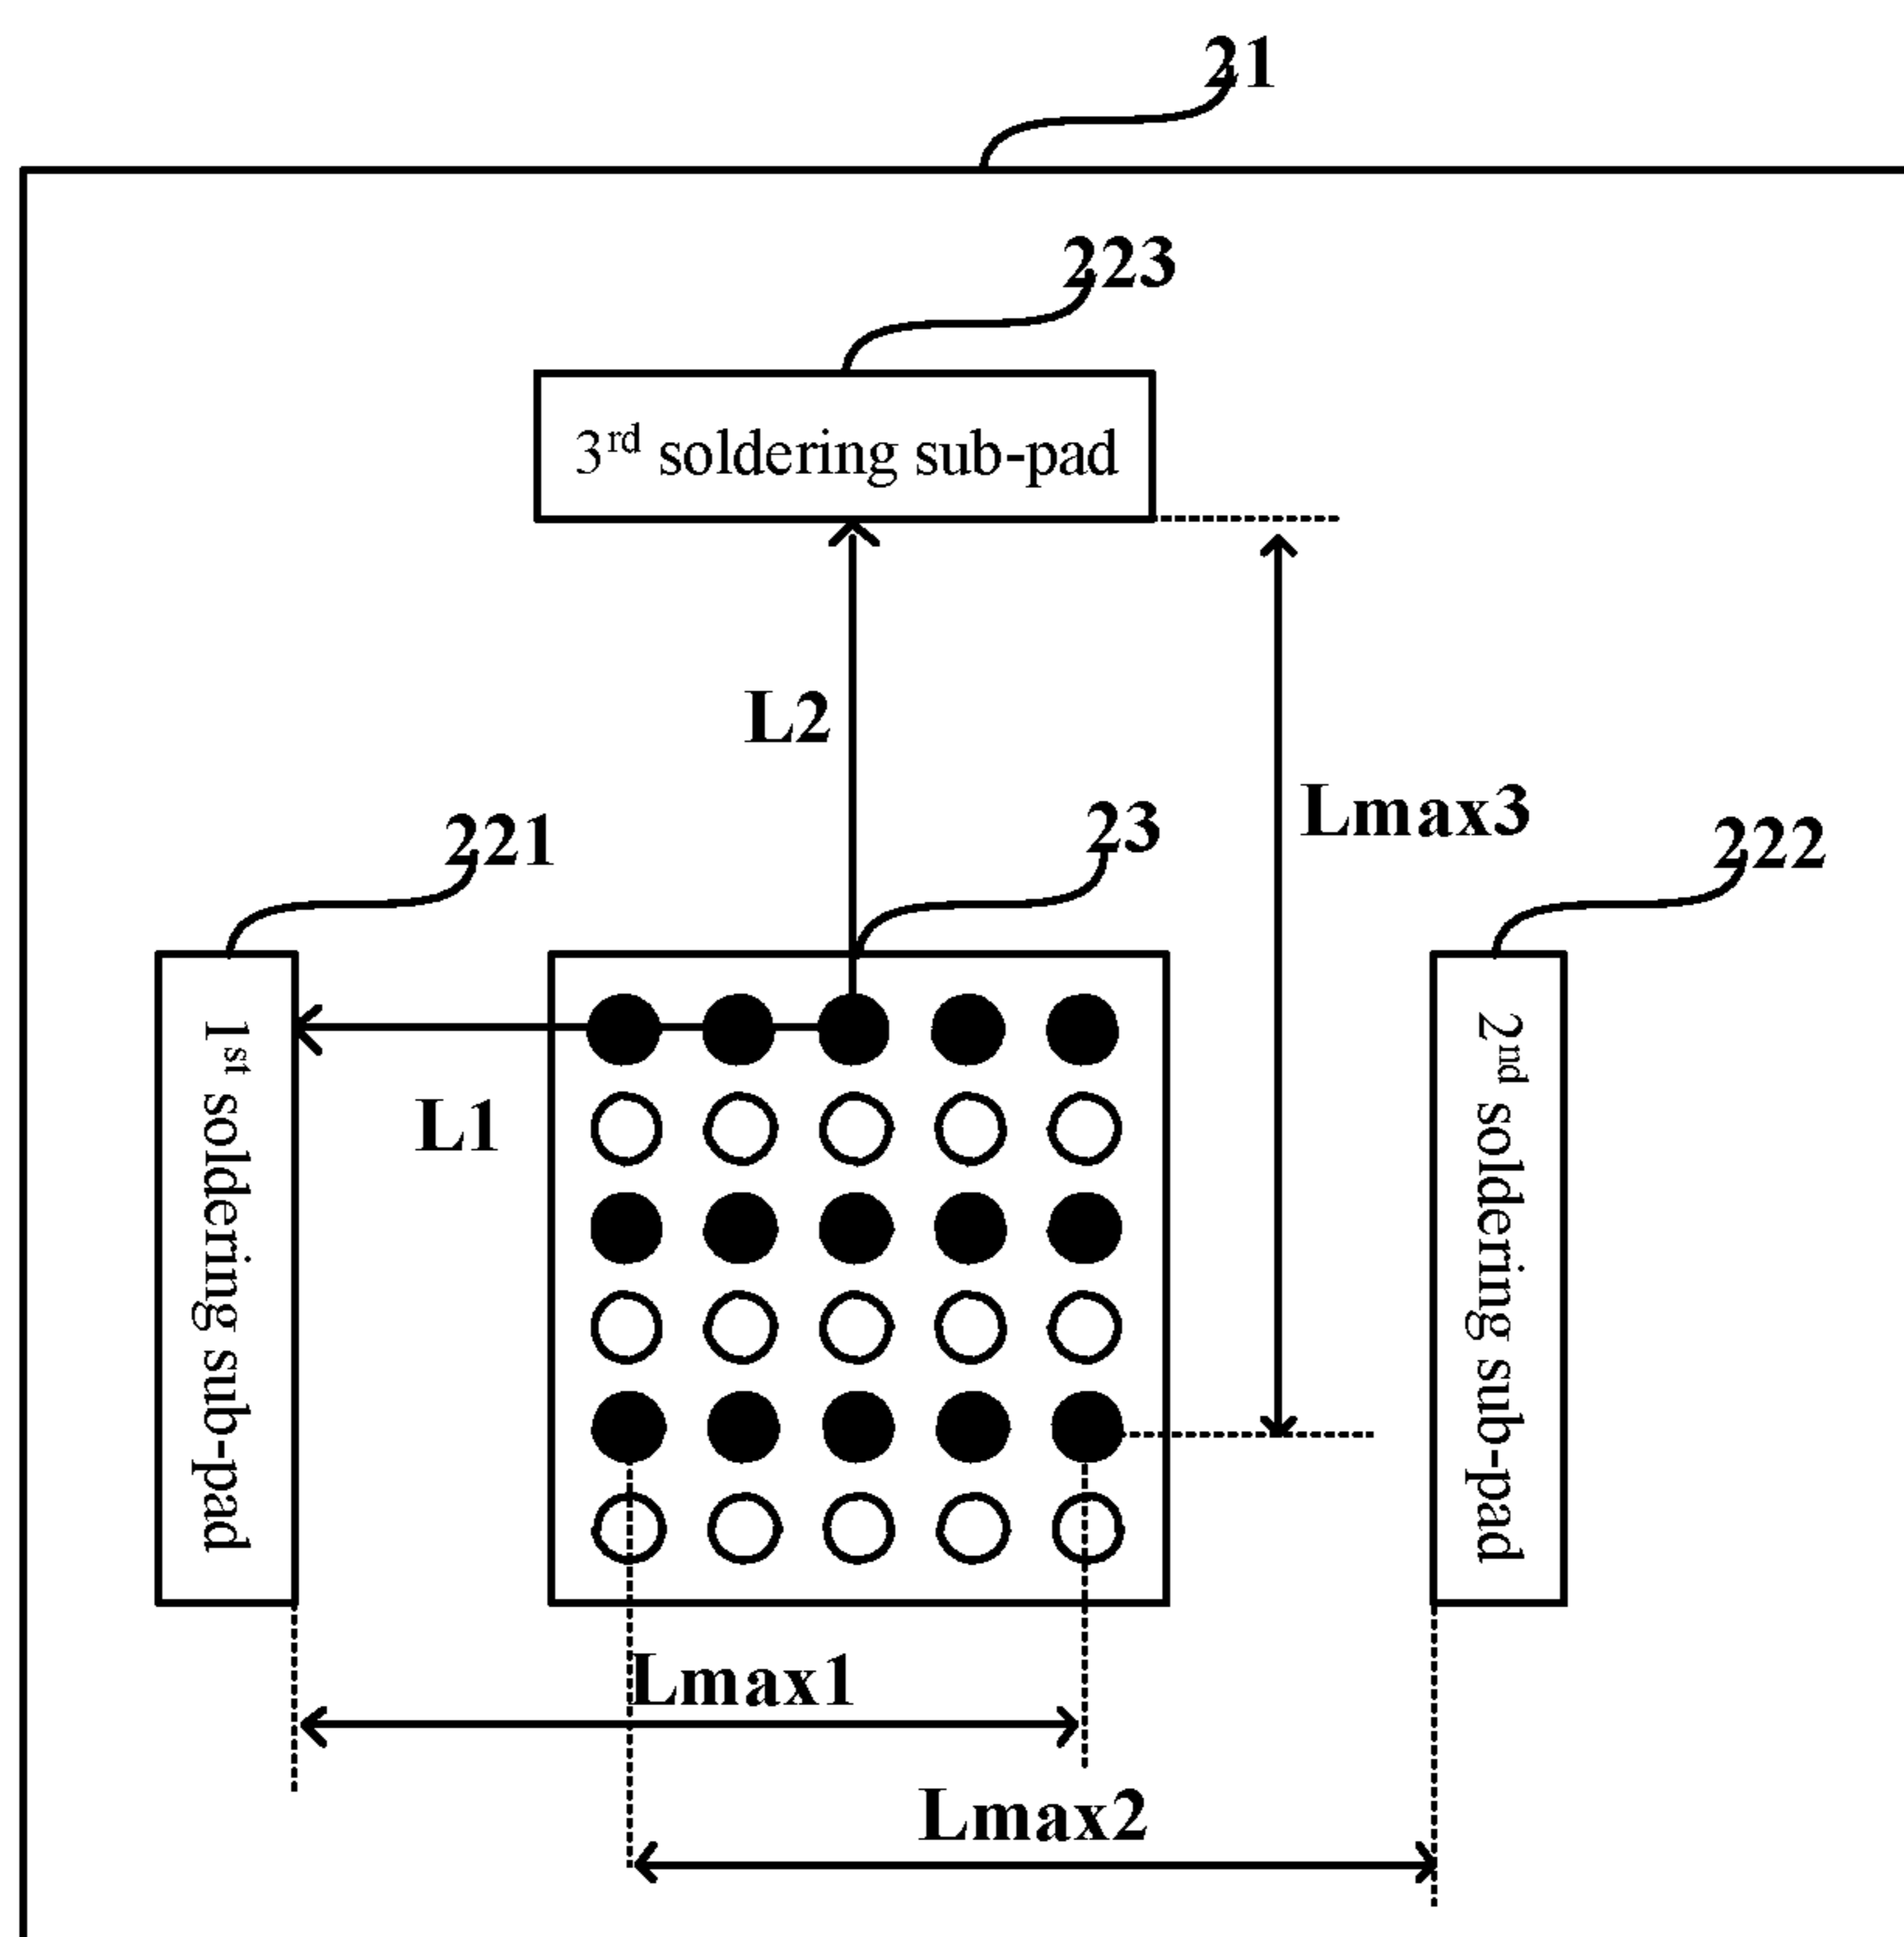 21
223
3rd soldering sub-pad
L2
Lmax3
221
23
222
L1
1st soldering sub-pad
2nd soldering sub-pad
Lmax1
Lmax2